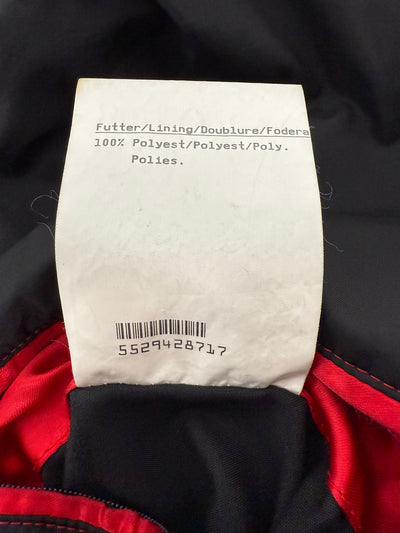 Futter/Lining/Doublure/Fodera
100% Polyest/Polyest/Poly.
Polies.
5529428717